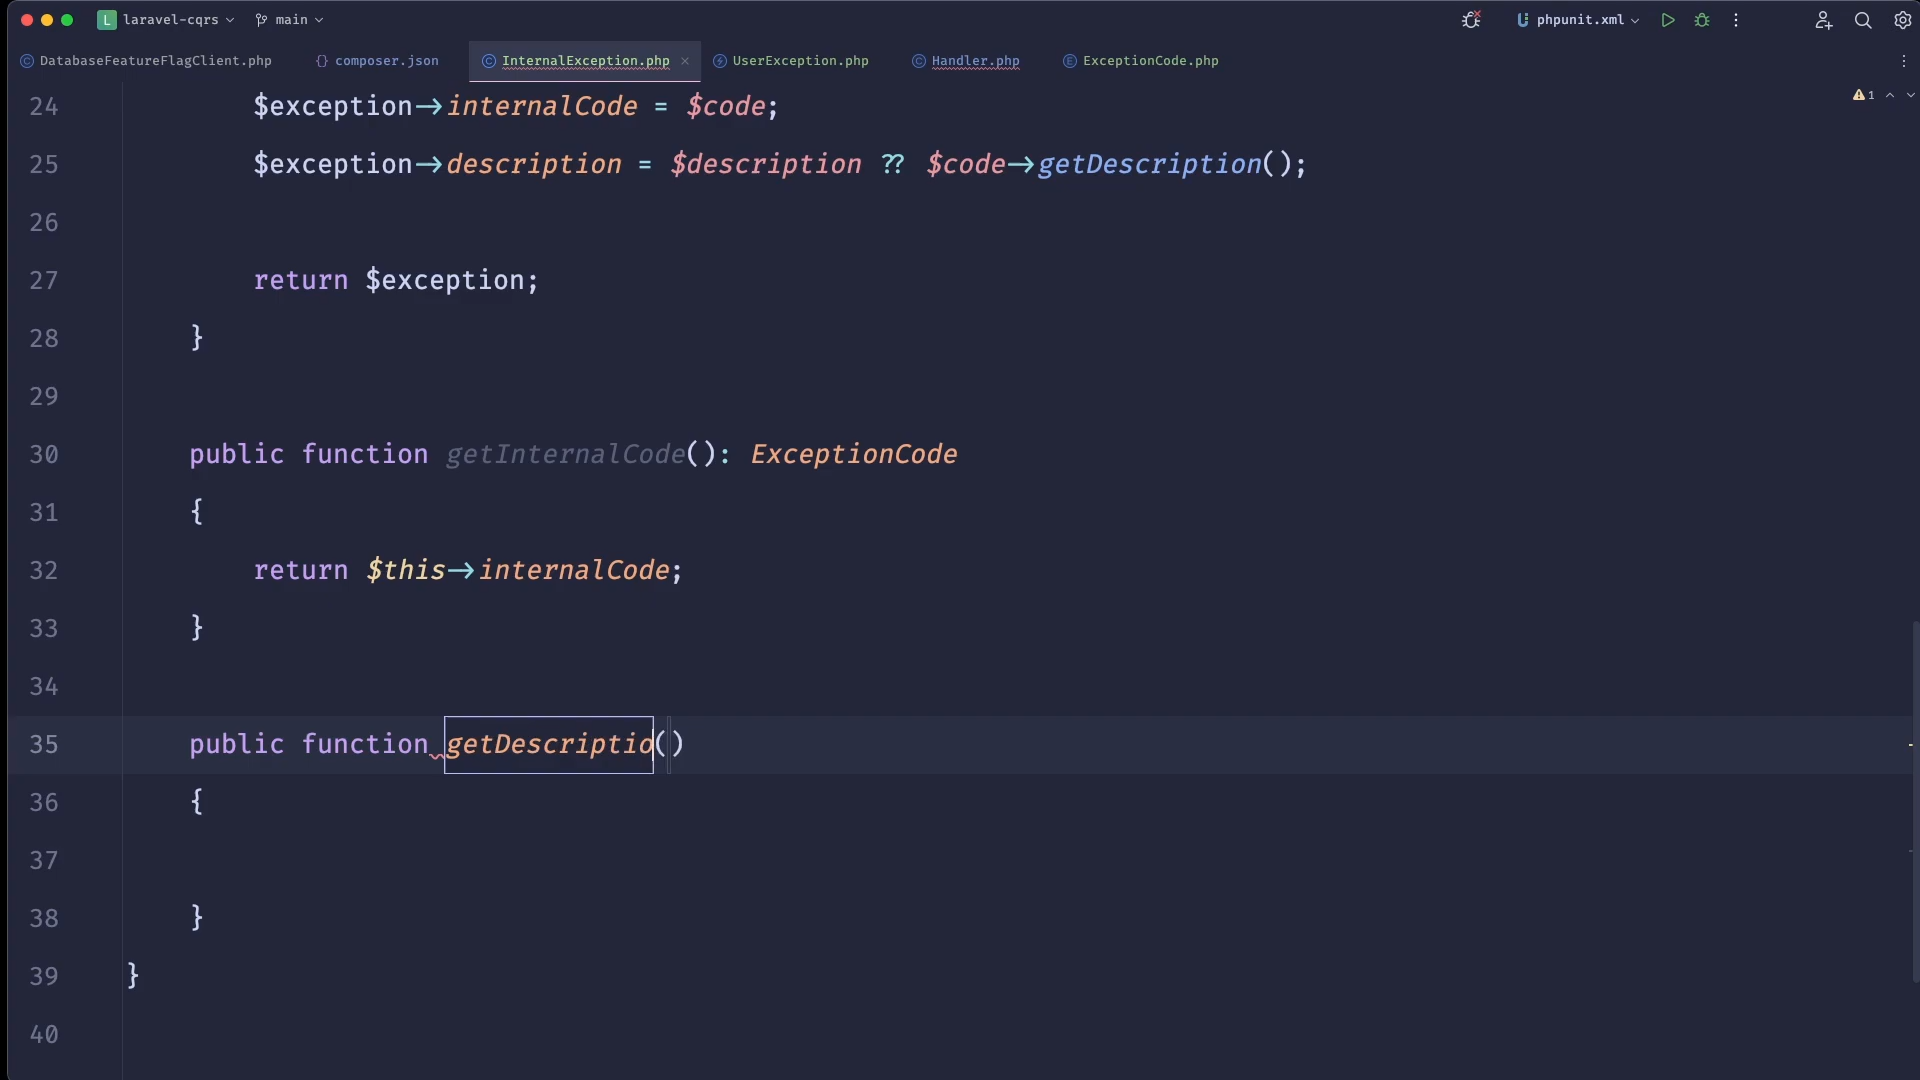 L laravel-cqrs main phpunit.xml
DatabaseFeatureFlagClient.php {} composer.json InternalException.php × UserException.php Handler.php ExceptionCode.php
1
24 $exception->internalCode = $code;
25 $exception->description = $description ?? $code->getDescription();
26
27 return $exception;
28 }
29
30 public function getInternalCode(): ExceptionCode
31 {
32 return $this->internalCode;
33 }
34
35 public function getDescriptio()
36 {
37
38 }
39 }
40